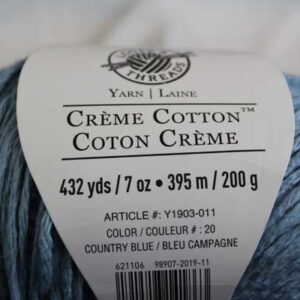 THREADS
YARN | LAINE
CRÈME COTTON™
COTON CRÈME
432 yds / 7 oz • 395 m / 200 g
ARTICLE #: Y1903-011
COLOR / COULEUR # : 20
COUNTRY BLUE / BLEU CAMPAGNE
621106 98907-2019-11